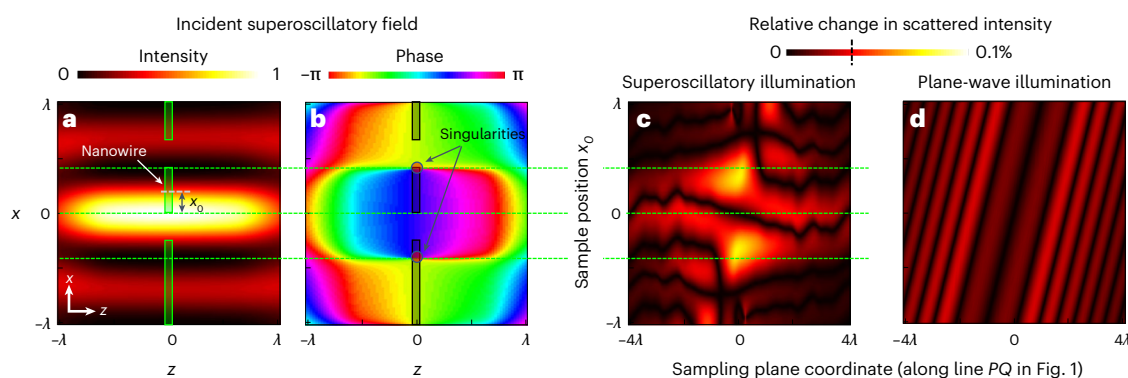 Incident superoscillatory field
Relative change in scattered intensity
Intensity
0 1
Phase
−π π
0 0.1%
Superoscillatory illumination
Plane-wave illumination
λ
a
Nanowire
x₀
x
0
x
z
−λ
−λ 0 λ
z
λ
b
Singularities
−λ
−λ 0 λ
z
Sample position x₀
λ
c
0
−λ
−4λ 0 4λ
d
−4λ 0 4λ
Sampling plane coordinate (along line PQ in Fig. 1)